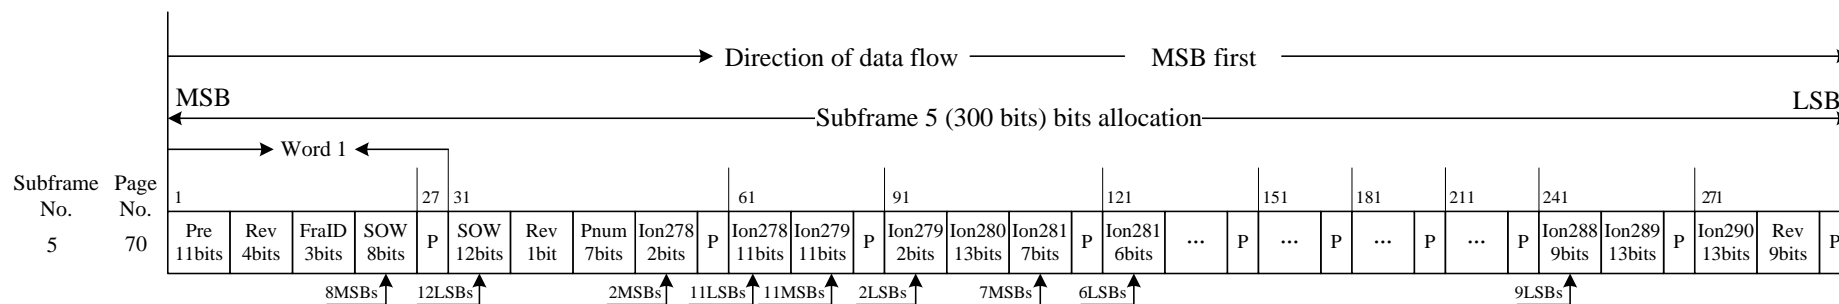 Direction of data flow MSB first
MSB LSB
Subframe 5 (300 bits) bits allocation
Word 1
Subframe Page
No. No.
1 27 31 61 91 121 151 181 211 241 271
5 70
Pre Rev FraID SOW P SOW Rev Pnum Ion278 P Ion278 Ion279 P Ion279 Ion280 Ion281 P Ion281 ... P ... P ... P ... P Ion288 Ion289 P Ion290 Rev P
11bits 4bits 3bits 8bits 12bits 1bit 7bits 2bits 11bits 11bits 2bits 13bits 7bits 6bits 9bits 13bits 13bits 9bits
8MSBs 12LSBs 2MSBs 11LSBs 11MSBs 2LSBs 7MSBs 6LSBs 9LSBs